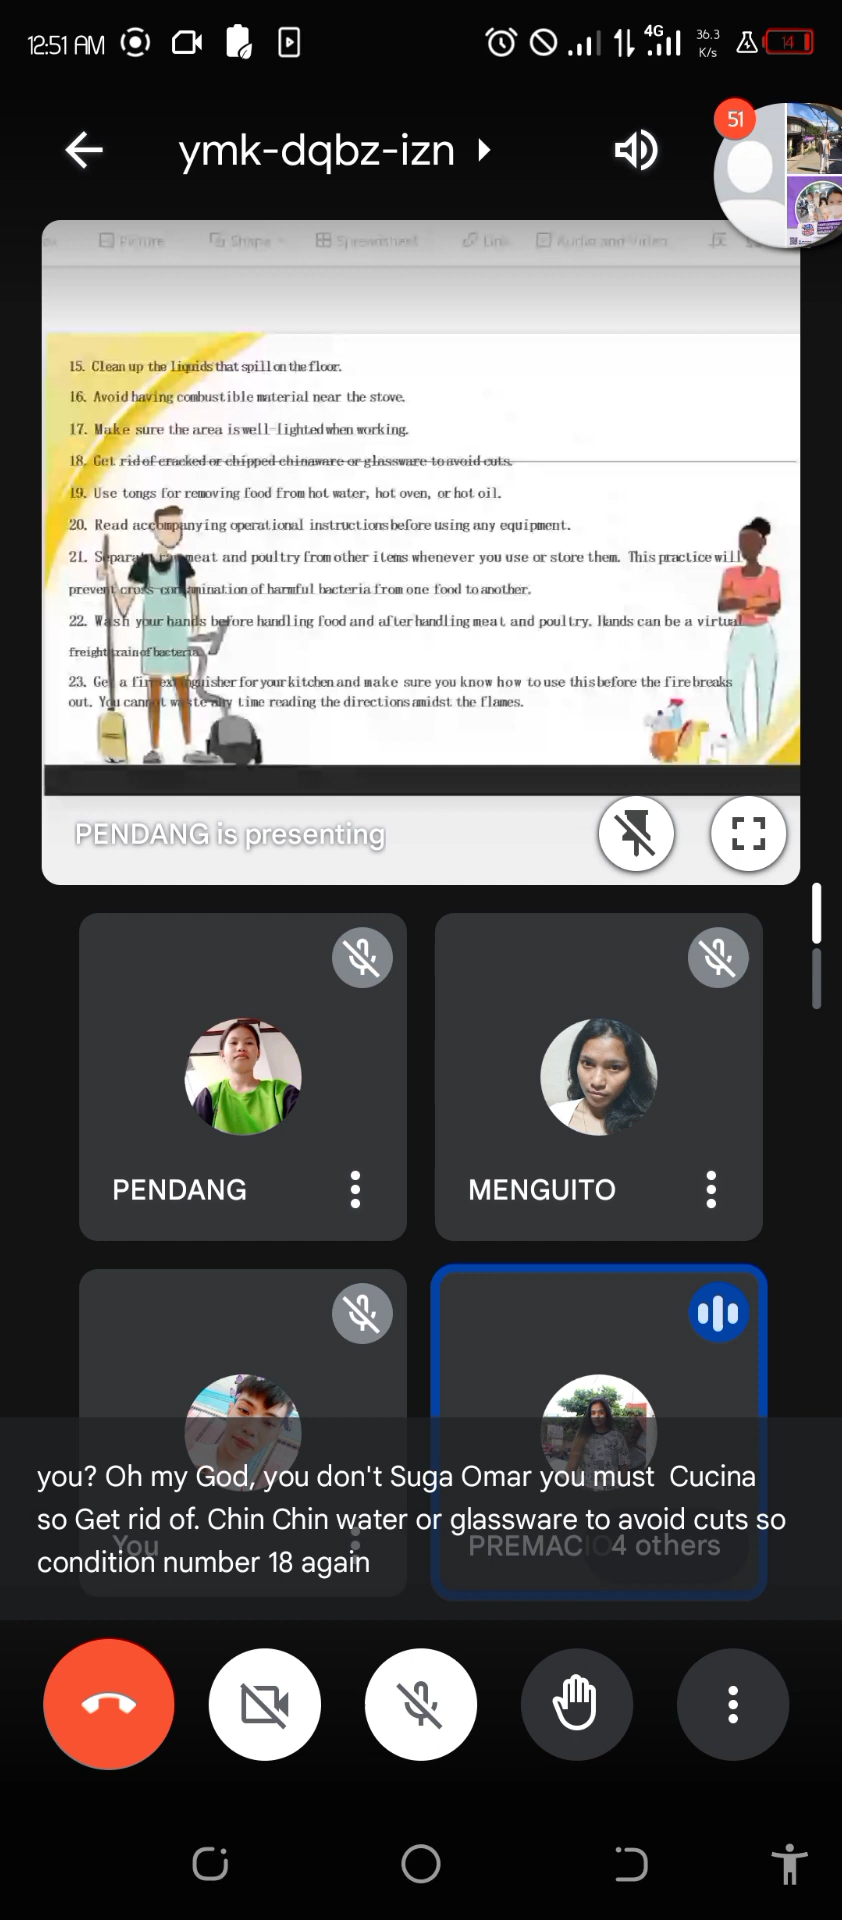 12:51 AM 4G 36.3 K/s 14
ymk-dqbz-izn
51
Picture Shape Spreadsheet Link Audio and Video
15. Clean up the liquids that spill on the floor.
16. Avoid having combustible material near the stove.
17. Make sure the area is well-lighted when working.
18. Get rid of cracked or chipped chinaware or glassware to avoid cuts.
19. Use tongs for removing food from hot water, hot oven, or hot oil.
20. Read accompanying operational instructions before using any equipment.
21. Separate raw meat and poultry from other items whenever you use or store them. This practice will
prevent cross-contamination of harmful bacteria from one food to another.
22. Wash your hands before handling food and after handling meat and poultry. Hands can be a virtual
freight train of bacteria
23. Get a fire extinguisher for your kitchen and make sure you know how to use this before the fire breaks
out. You cannot waste any time reading the directions amidst the flames.
PENDANG is presenting
PENDANG
MENGUITO
you? Oh my God, you don't Suga Omar you must Cucina
so Get rid of. Chin Chin water or glassware to avoid cuts so
condition number 18 again
You
PREMACIO
4 others